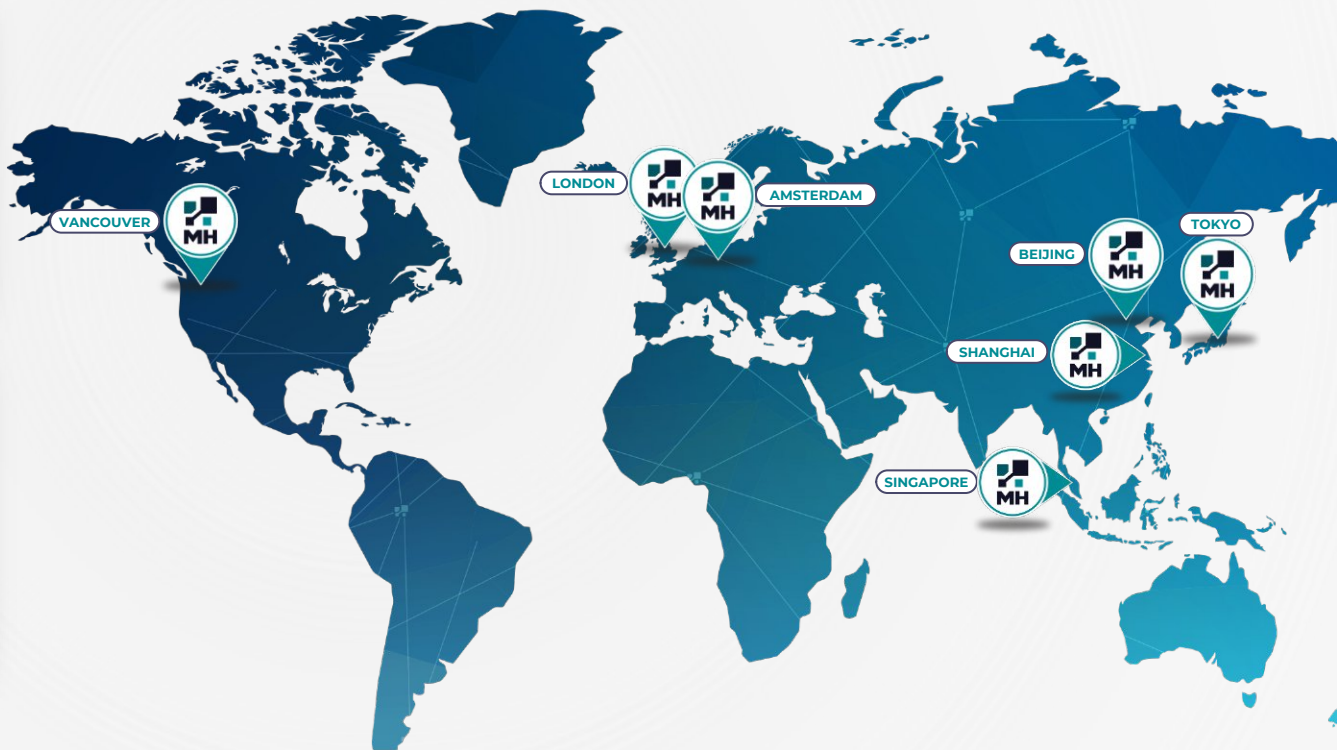 VANCOUVER
MH
LONDON
MH
MH
AMSTERDAM
BEIJING
MH
TOKYO
MH
SHANGHAI
MH
SINGAPORE
MH